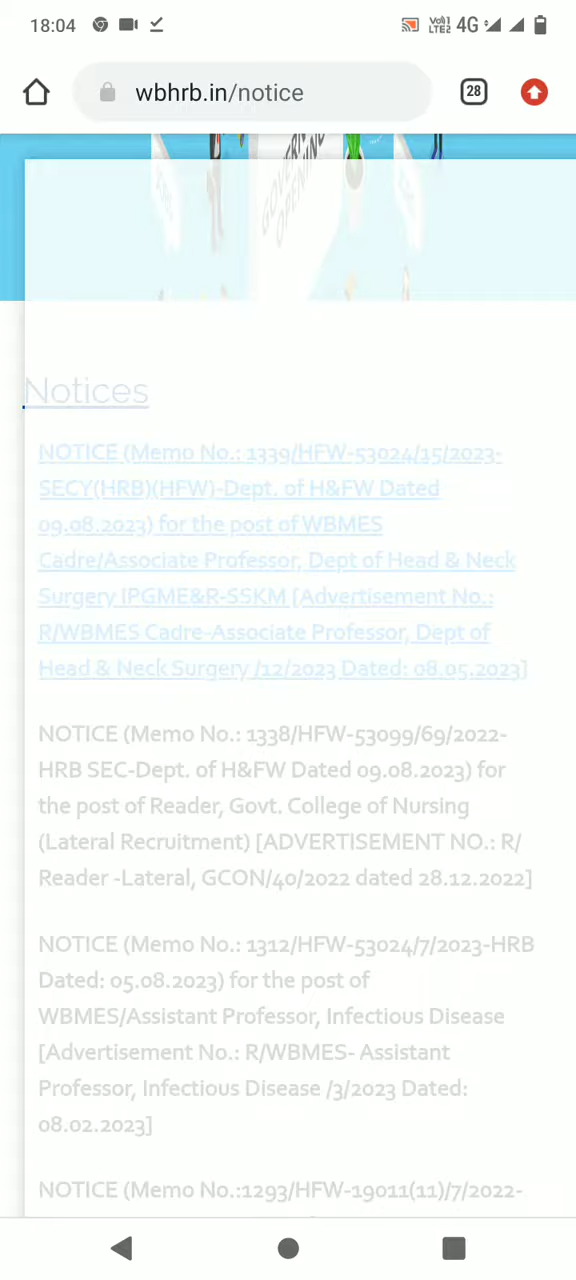 18:04
Vo)) 1
LTE2
4G
wbhrb.in/notice
28
GOVERN
OPENING
Notices
NOTICE (Memo No.: 1339/HFW-53024/15/2023-
SECY(HRB)(HFW)-Dept. of H&FW Dated
09.08.2023) for the post of WBMES
Cadre/Associate Professor, Dept of Head & Neck
Surgery IPGME&R-SSKM [Advertisement No.:
R/WBMES Cadre-Associate Professor, Dept of
Head & Neck Surgery /12/2023 Dated: 08.05.2023]
NOTICE (Memo No.: 1338/HFW-53099/69/2022-
HRB SEC-Dept. of H&FW Dated 09.08.2023) for
the post of Reader, Govt. College of Nursing
(Lateral Recruitment) [ADVERTISEMENT NO.: R/
Reader -Lateral, GCON/40/2022 dated 28.12.2022]
NOTICE (Memo No.: 1312/HFW-53024/7/2023-HRB
Dated: 05.08.2023) for the post of
WBMES/Assistant Professor, Infectious Disease
[Advertisement No.: R/WBMES- Assistant
Professor, Infectious Disease /3/2023 Dated:
08.02.2023]
NOTICE (Memo No.:1293/HFW-19011(11)/7/2022-